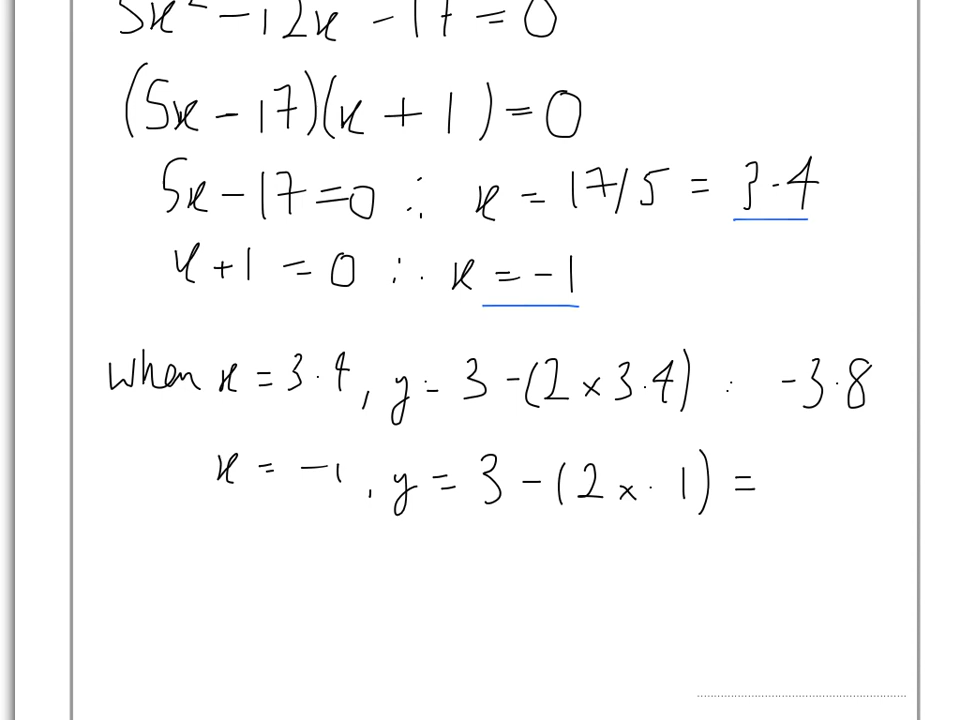 5x² - 12x - 17 = 0
(5x - 17)(x + 1) = 0
5x - 17 = 0 ∴ x = 17/5 = 3.4
x + 1 = 0 ∴ x = -1
when x = 3.4, y = 3 - (2 × 3.4) = -3.8
x = -1, y = 3 - (2 × -1) =